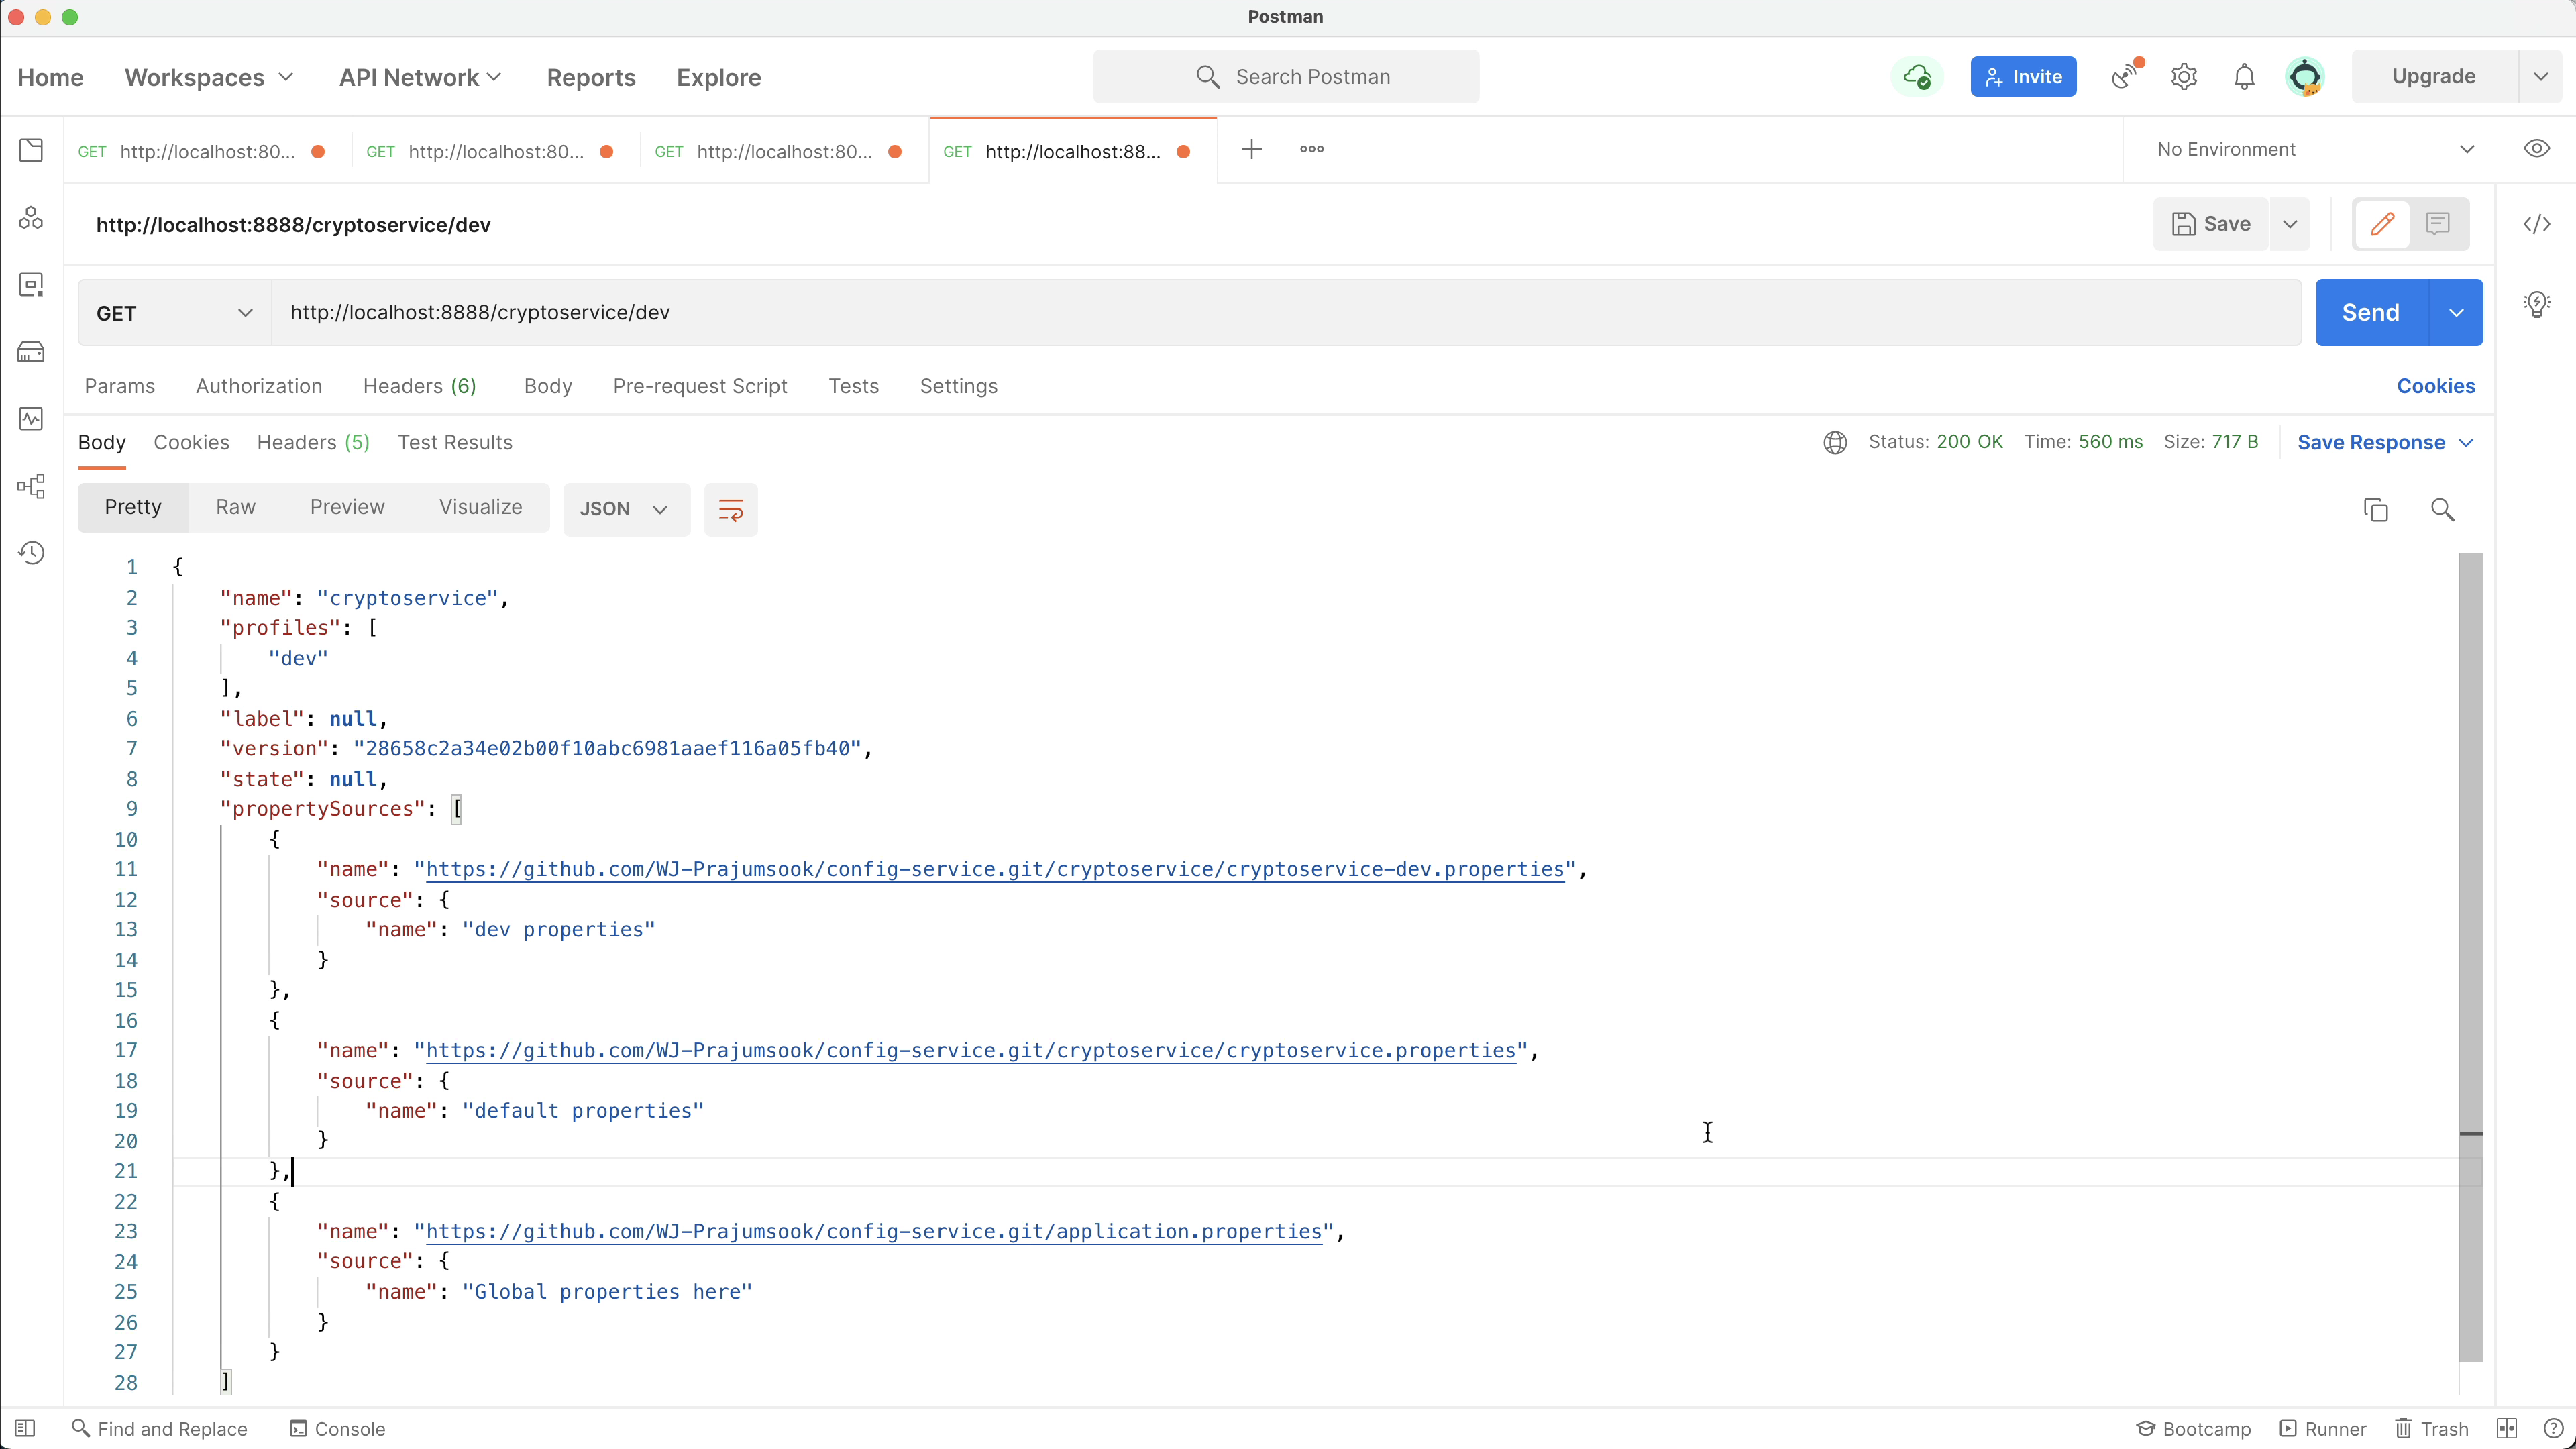 Postman
Home Workspaces API Network Reports Explore Search Postman Invite Upgrade
GET http://localhost:80... GET http://localhost:80... GET http://localhost:80... GET http://localhost:88... No Environment
http://localhost:8888/cryptoservice/dev Save
GET http://localhost:8888/cryptoservice/dev Send
Params Authorization Headers (6) Body Pre-request Script Tests Settings Cookies
Body Cookies Headers (5) Test Results Status: 200 OK Time: 560 ms Size: 717 B Save Response
Pretty Raw Preview Visualize JSON
1 {
2 "name": "cryptoservice",
3 "profiles": [
4 "dev"
5 ],
6 "label": null,
7 "version": "28658c2a34e02b00f10abc6981aaef116a05fb40",
8 "state": null,
9 "propertySources": [
10 {
11 "name": "https://github.com/WJ-Prajumsook/config-service.git/cryptoservice/cryptoservice-dev.properties",
12 "source": {
13 "name": "dev properties"
14 }
15 },
16 {
17 "name": "https://github.com/WJ-Prajumsook/config-service.git/cryptoservice/cryptoservice.properties",
18 "source": {
19 "name": "default properties"
20 }
21 },
22 {
23 "name": "https://github.com/WJ-Prajumsook/config-service.git/application.properties",
24 "source": {
25 "name": "Global properties here"
26 }
27 }
28 ]
Find and Replace Console Bootcamp Runner Trash